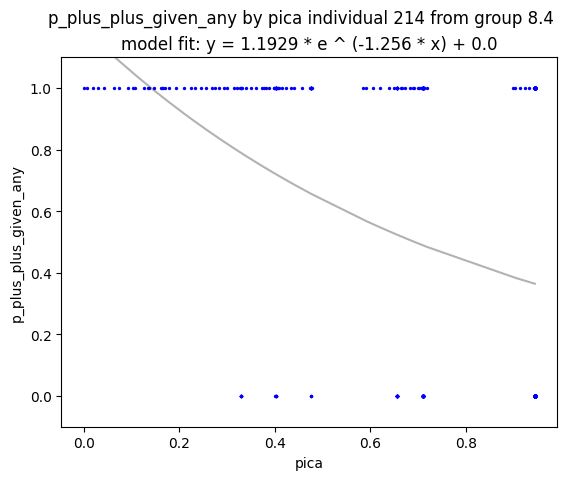 p_plus_plus_given_any by pica individual 214 from group 8.4
model fit: y = 1.1929 * e ^ (-1.256 * x) + 0.0
1.0
0.8
0.6
0.4
0.2
0.0
p_plus_plus_given_any
0.0 0.2 0.4 0.6 0.8
pica